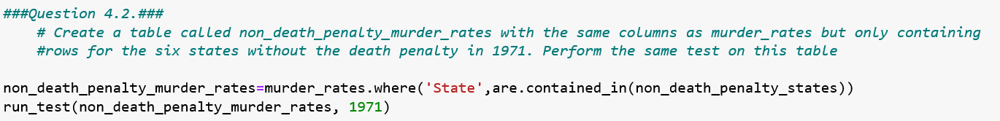 ###Question 4.2.###
# Create a table called non_death_penalty_murder_rates with the same columns as murder_rates but only containing
#rows for the six states without the death penalty in 1971. Perform the same test on this table
non_death_penalty_murder_rates=murder_rates.where('State',are.contained_in(non_death_penalty_states))
run_test(non_death_penalty_murder_rates, 1971)